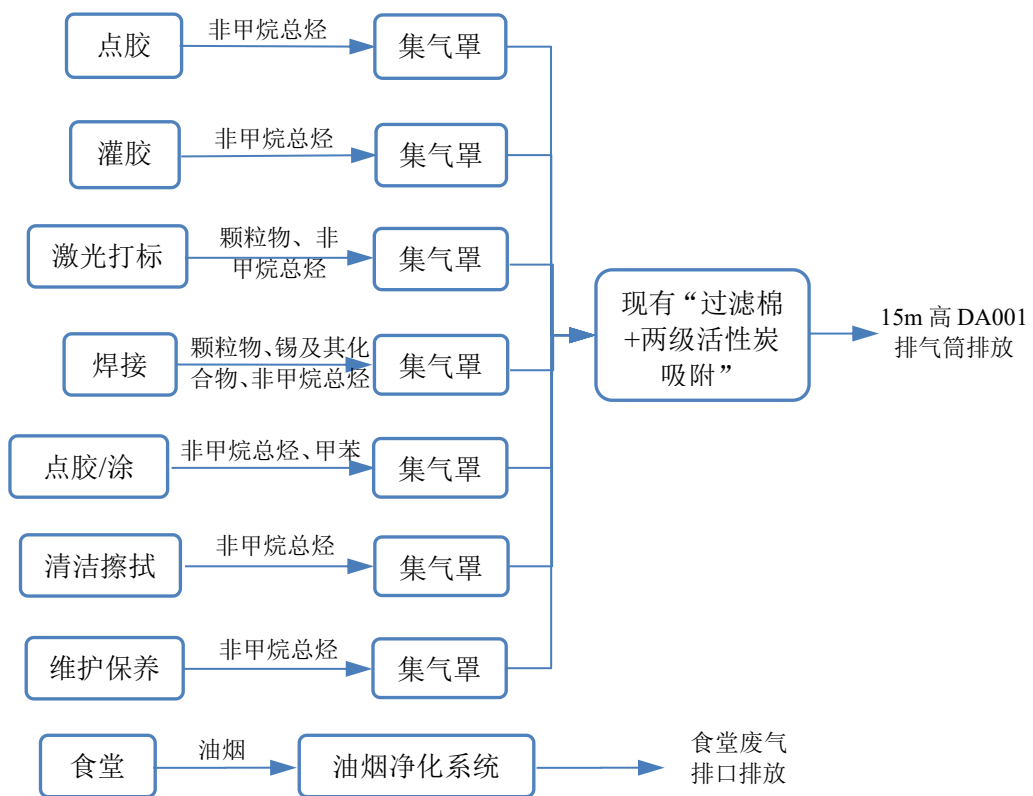 点胶
非甲烷总烃
集气罩
灌胶
非甲烷总烃
集气罩
激光打标
颗粒物、非
甲烷总烃
集气罩
焊接
颗粒物、锡及其化
合物、非甲烷总烃
集气罩
点胶/涂
非甲烷总烃、甲苯
集气罩
清洁擦拭
非甲烷总烃
集气罩
维护保养
非甲烷总烃
集气罩
现有“过滤棉
+两级活性炭
吸附”
15m 高 DA001
排气筒排放
食堂
油烟
油烟净化系统
食堂废气
排口排放